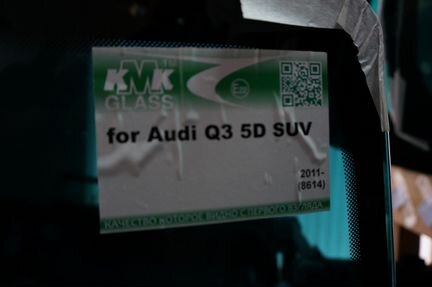 KMK
GLASS
for Audi Q3 5D SUV
2011-
(8614)
КАЧЕСТВО КОТОРОЕ ВИДНО С ПЕРВОГО ВЗГЛЯДА